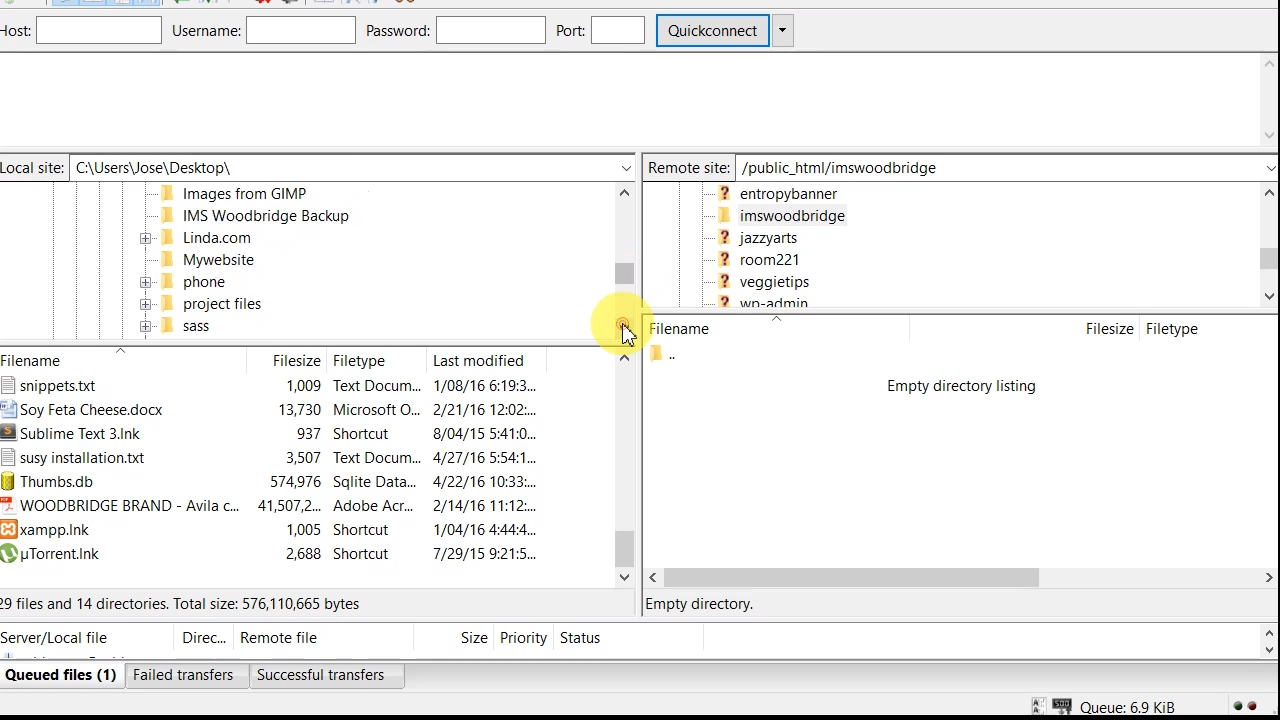 Host: Username: Password: Port: Quickconnect
Local site: C:\Users\Jose\Desktop\
Images from GIMP
IMS Woodbridge Backup
Linda.com
Mywebsite
phone
project files
sass
Filename Filesize Filetype Last modified
snippets.txt 1,009 Text Docum... 1/08/16 6:19:3...
Soy Feta Cheese.docx 13,730 Microsoft O... 2/21/16 12:02:...
Sublime Text 3.lnk 937 Shortcut 8/04/15 5:41:0...
susy installation.txt 3,507 Text Docum... 4/27/16 5:54:1...
Thumbs.db 574,976 Sqlite Data... 4/22/16 10:33:...
WOODBRIDGE BRAND - Avila c... 41,507,2... Adobe Acr... 2/14/16 11:12:...
xampp.lnk 1,005 Shortcut 1/04/16 4:44:4...
µTorrent.lnk 2,688 Shortcut 7/29/15 9:21:5...
29 files and 14 directories. Total size: 576,110,665 bytes
Remote site: /public_html/imswoodbridge
entropybanner
imswoodbridge
jazzyarts
room221
veggietips
wp-admin
Filename Filesize Filetype
..
Empty directory listing
Empty directory.
Server/Local file Direc... Remote file Size Priority Status
Queued files (1) Failed transfers Successful transfers
Queue: 6.9 KiB